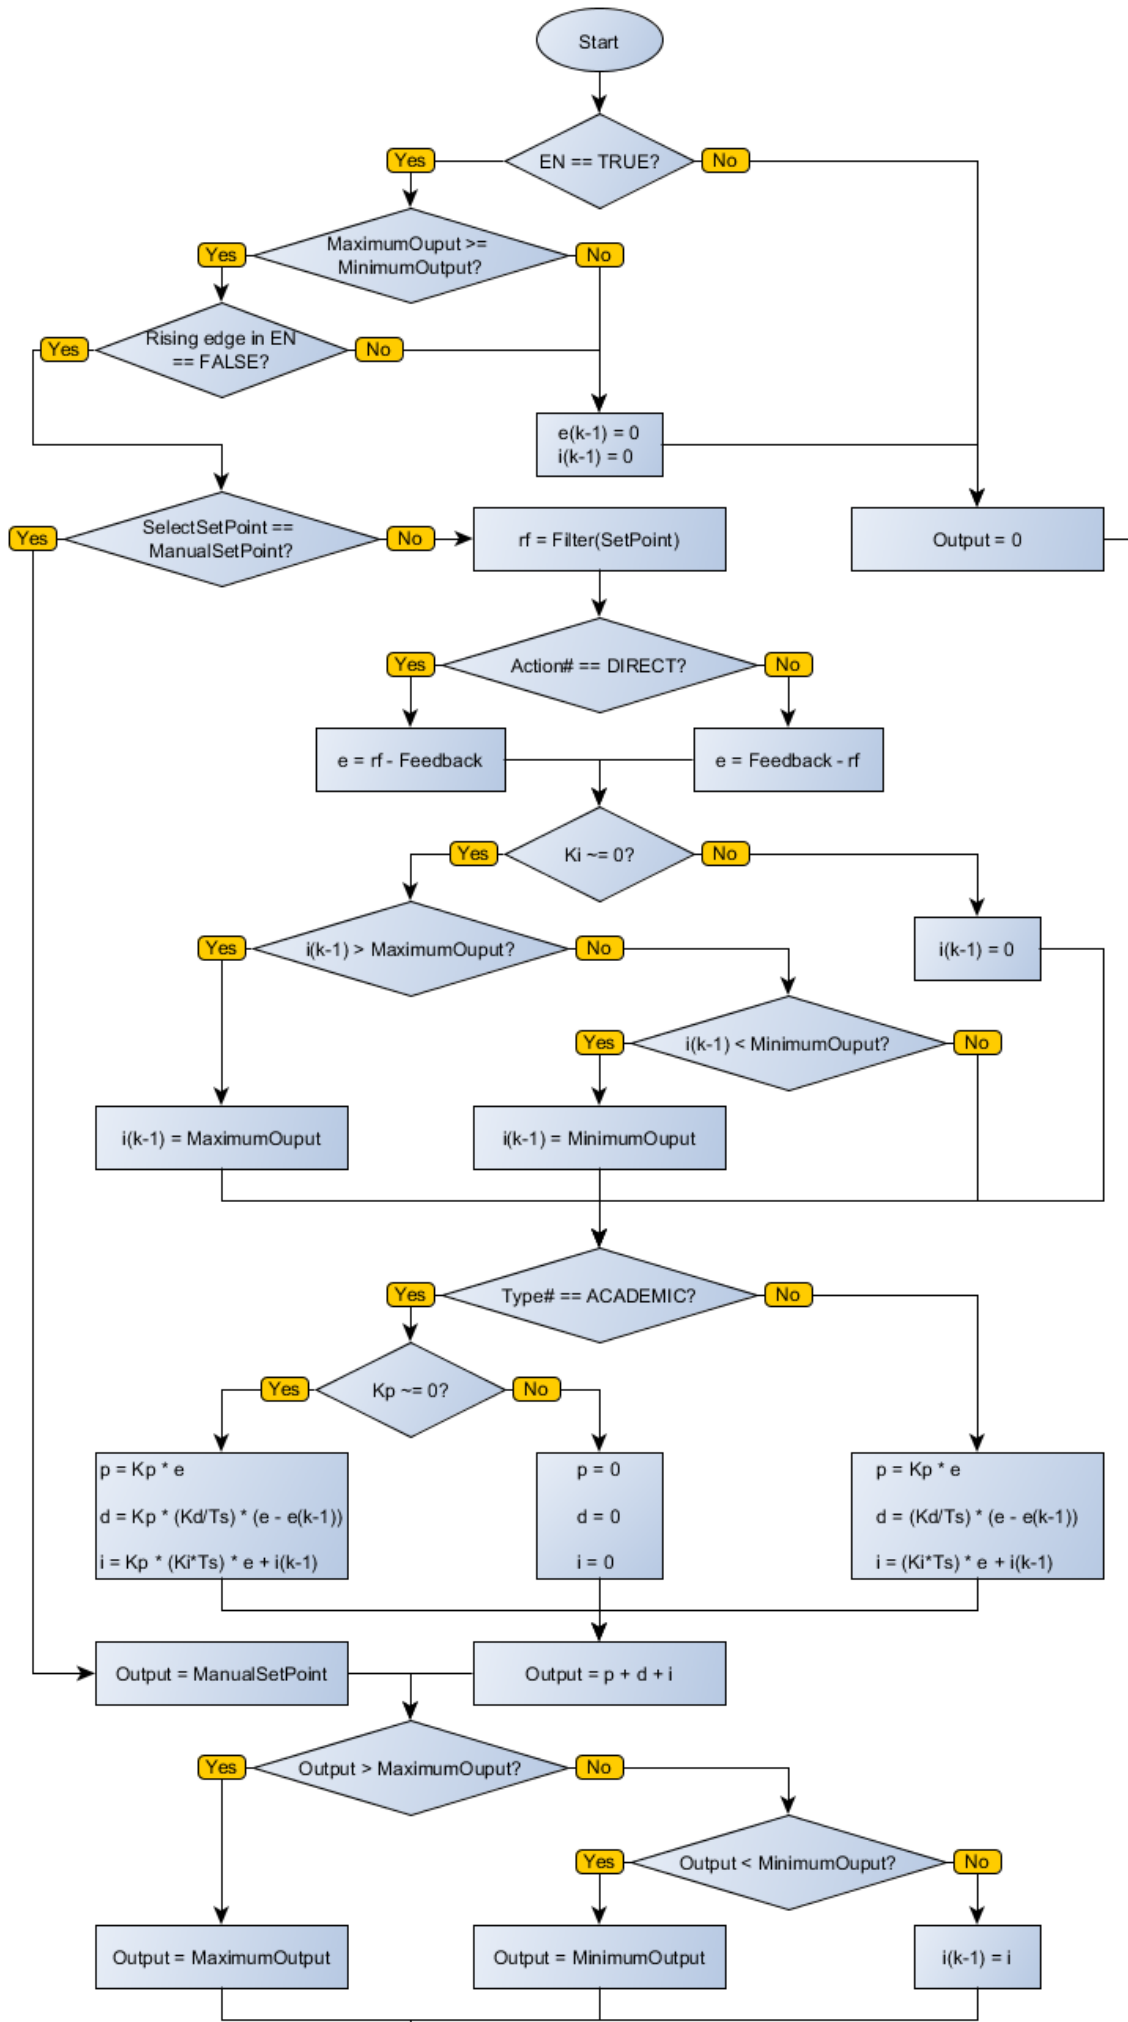 Start
EN == TRUE?
Yes
No
MaximumOuput >=
MinimumOutput?
Yes
No
Rising edge in EN
== FALSE?
Yes
No
e(k-1) = 0
i(k-1) = 0
SelectSetPoint ==
ManualSetPoint?
Yes
No
rf = Filter(SetPoint)
Output = 0
Action# == DIRECT?
Yes
No
e = rf - Feedback
e = Feedback - rf
Ki ~= 0?
Yes
No
i(k-1) > MaximumOuput?
Yes
No
i(k-1) = 0
i(k-1) < MinimumOuput?
Yes
No
i(k-1) = MaximumOuput
i(k-1) = MinimumOuput
Type# == ACADEMIC?
Yes
No
Kp ~= 0?
Yes
No
p = Kp * e
d = Kp * (Kd/Ts) * (e - e(k-1))
i = Kp * (Ki*Ts) * e + i(k-1)
p = 0
d = 0
i = 0
p = Kp * e
d = (Kd/Ts) * (e - e(k-1))
i = (Ki*Ts) * e + i(k-1)
Output = ManualSetPoint
Output = p + d + i
Output > MaximumOuput?
Yes
No
Output < MinimumOuput?
Yes
No
Output = MaximumOutput
Output = MinimumOutput
i(k-1) = i